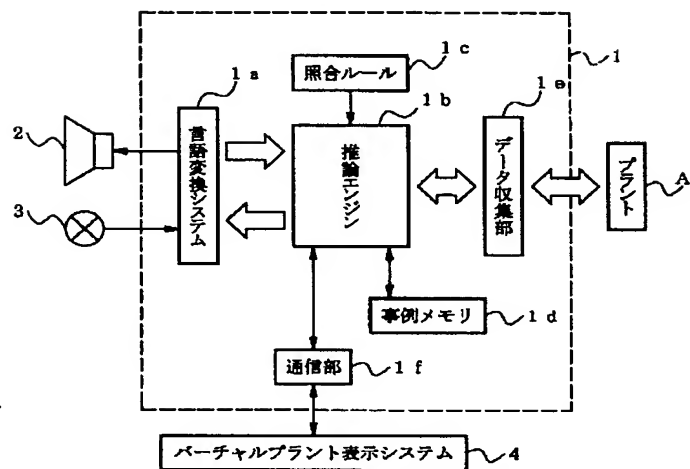 1c
照合ルール
1
1a
1b
1e
2
言語変換システム
推論エンジン
データ収集部
プラント
A
3
事例メモリ
1d
通信部
1f
バーチャルプラント表示システム
4